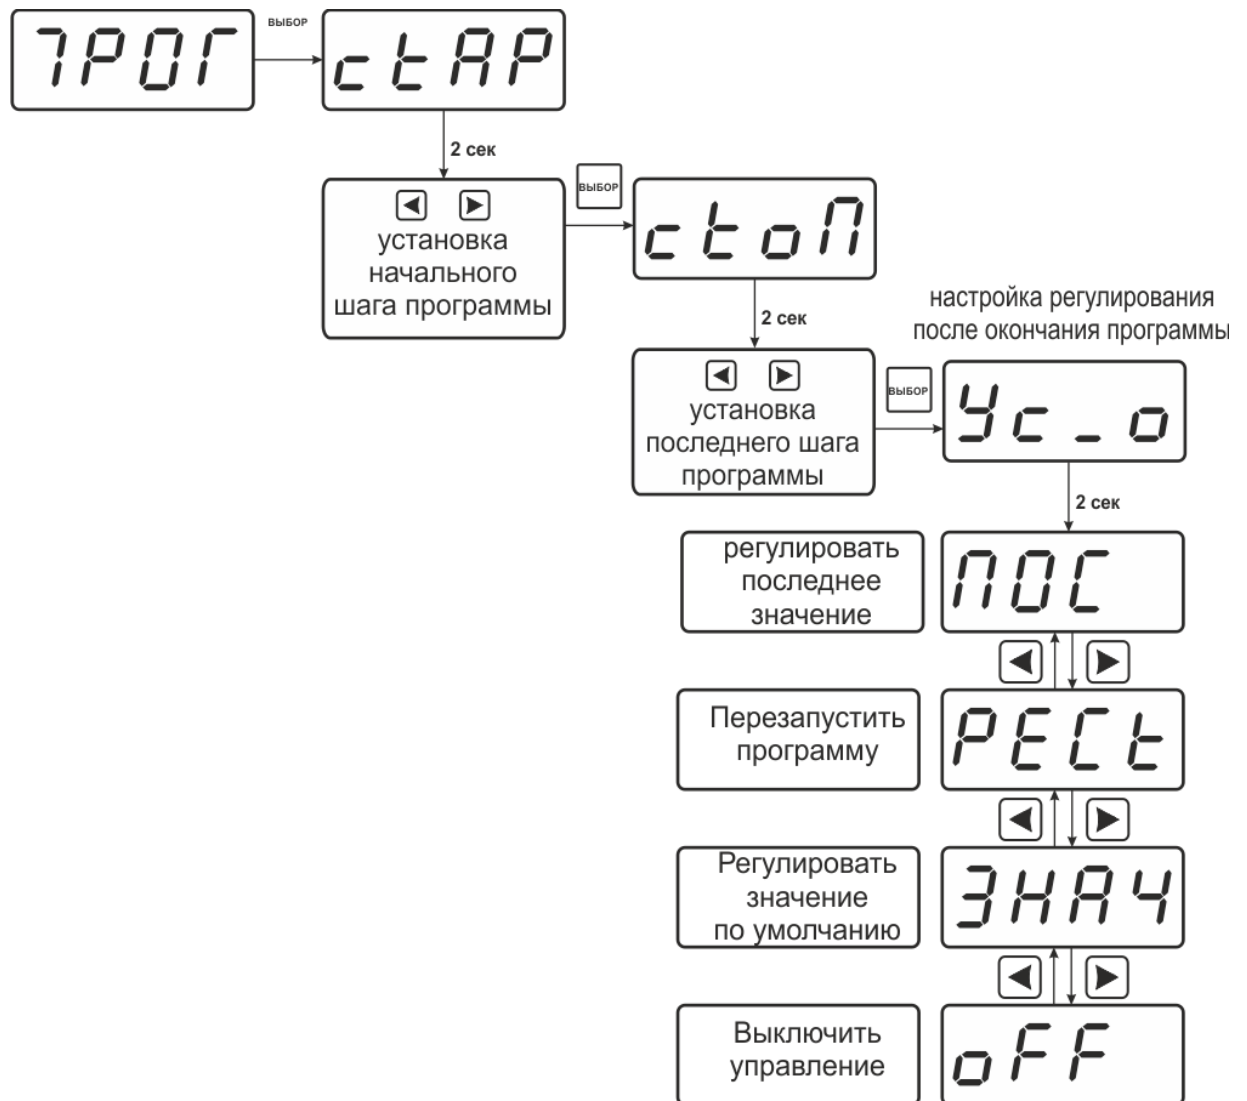 7POГ
ВЫБОР
ctAP
2 сек
установка
начального
шага программы
ВЫБОР
ctoП
2 сек
установка
последнего шага
программы
ВЫБОР
настройка регулирования
после окончания программы
Уc_o
2 сек
регулировать
последнее
значение
ПОС
Перезапустить
программу
РЕСt
Регулировать
значение
по умолчанию
ЗНАЧ
Выключить
управление
oFF